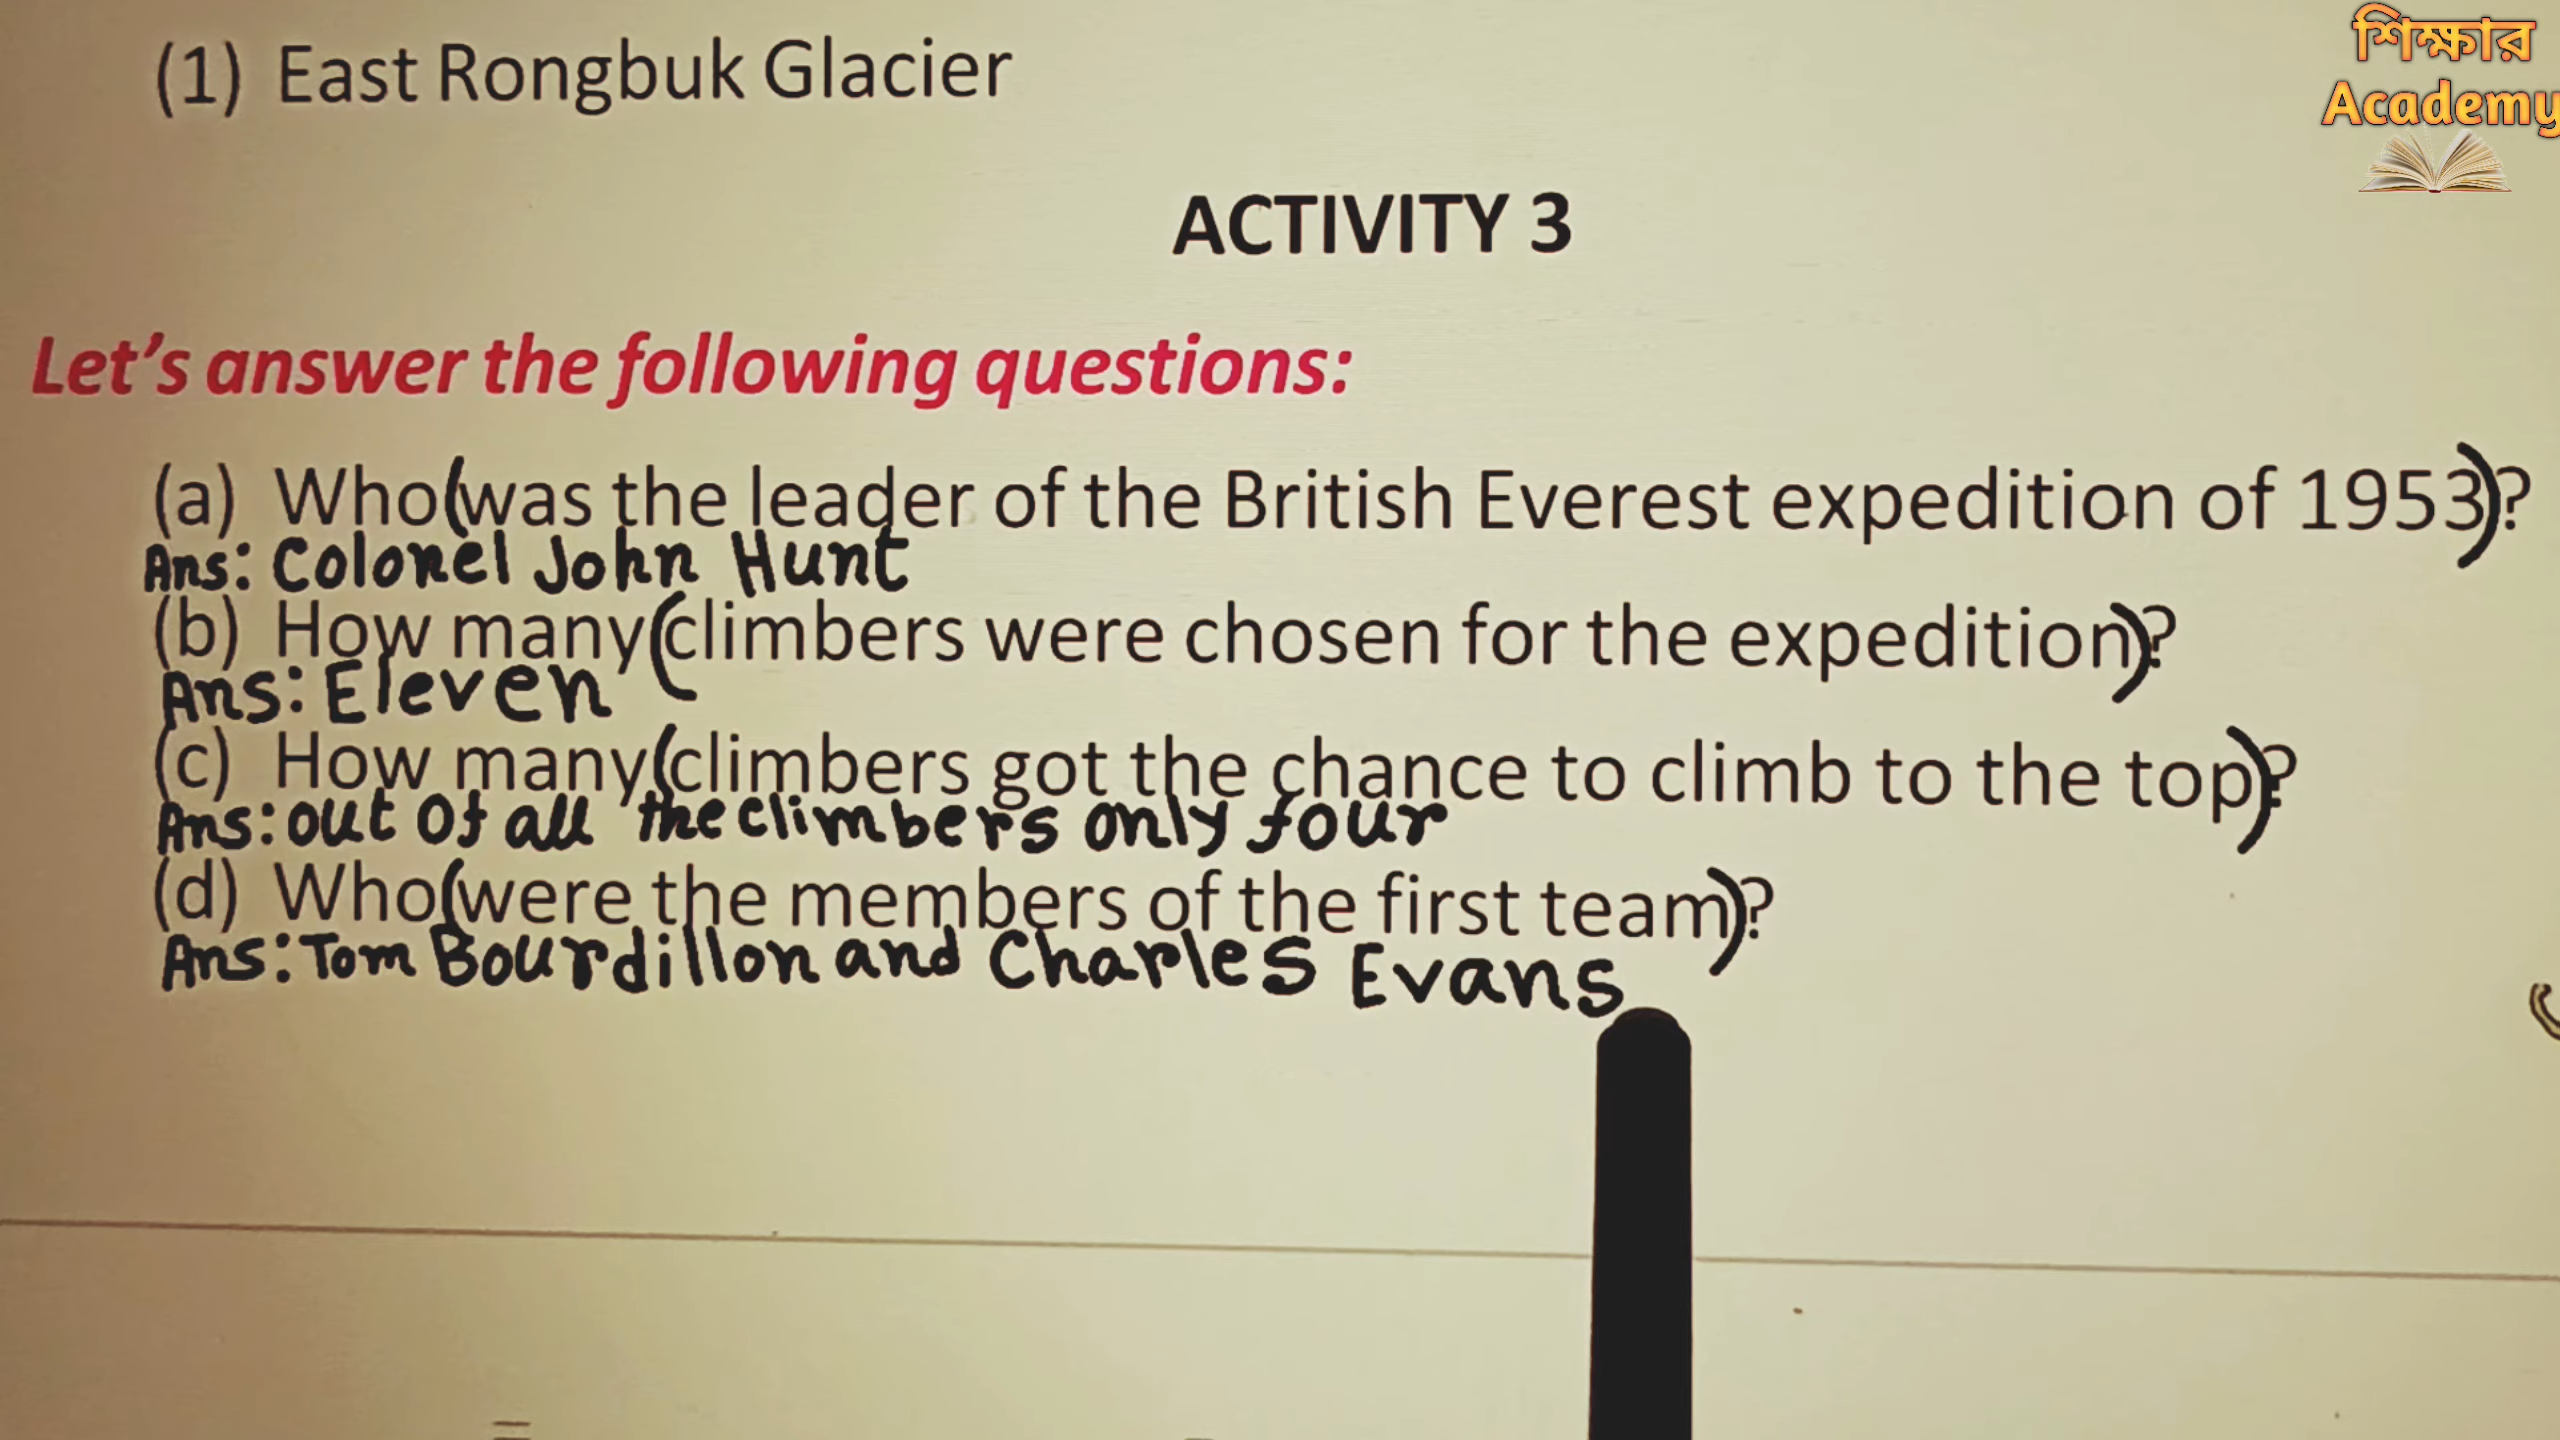 শিক্ষার
Academy
(1) East Rongbuk Glacier
ACTIVITY 3
Let's answer the following questions:
(a) Who(was the leader of the British Everest expedition of 1953)?
Ans: Colonel John Hunt
(b) How many(climbers were chosen for the expedition)?
Ans: Eleven
(c) How many(climbers got the chance to climb to the top)?
Ans: out of all the climbers only four
(d) Who(were the members of the first team)?
Ans: Tom Bourdillon and Charles Evans